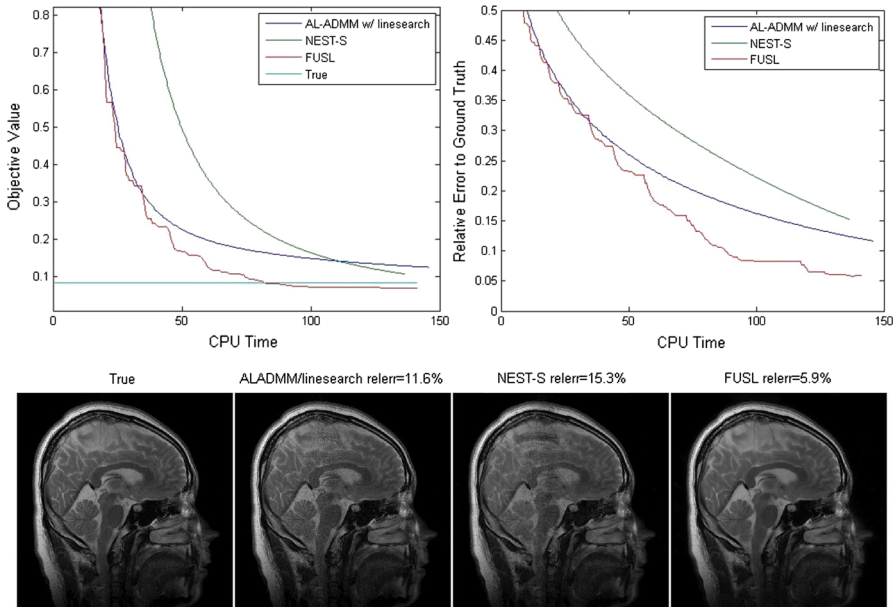 AL-ADMM w/ linesearch
NEST-S
FUSL
True
0.8
0.7
0.6
0.5
0.4
0.3
0.2
0.1
Objective Value
0
50
100
150
CPU Time
AL-ADMM w/ linesearch
NEST-S
FUSL
0.5
0.45
0.4
0.35
0.3
0.25
0.2
0.15
0.1
0.05
0
Relative Error to Ground Truth
0
50
100
150
CPU Time
True
ALADMM/linesearch relerr=11.6%
NEST-S relerr=15.3%
FUSL relerr=5.9%